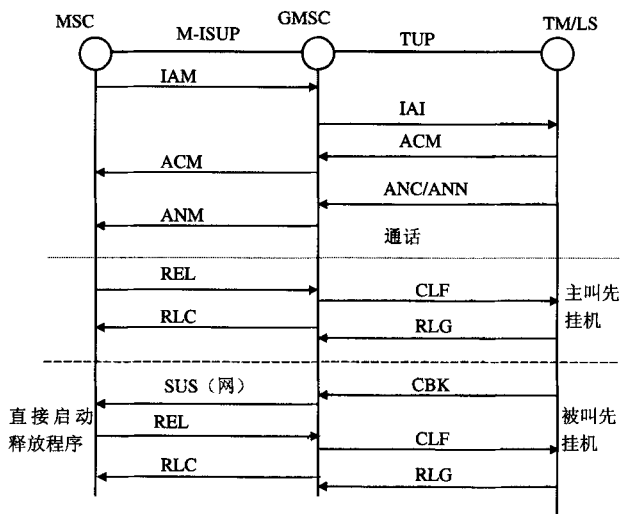 MSC
M-ISUP
GMSC
TUP
TM/LS
IAM
IAI
ACM
ACM
ANC/ANN
ANM
通话
REL
CLF
主叫先
挂机
RLC
RLG
SUS（网）
CBK
直接启动
释放程序
REL
CLF
被叫先
挂机
RLC
RLG